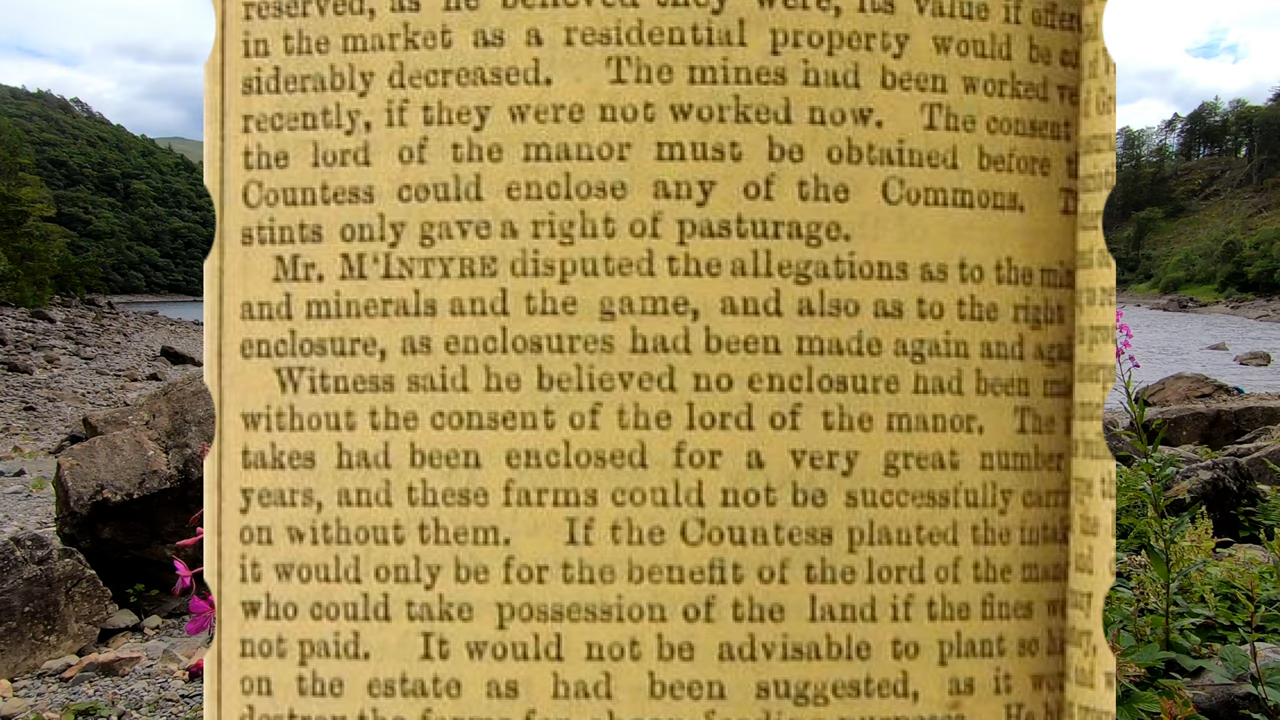 reserved, as he believed they were, its value if
in the market as a residential property would be
siderably decreased. The mines had been worked
recently, if they were not worked now. The consent
the lord of the manor must be obtained before
Countess could enclose any of the Commons.
stints only gave a right of pasturage.
Mr. M'INTYRE disputed the allegations as to the
and minerals and the game, and also as to the right
enclosure, as enclosures had been made again and
Witness said he believed no enclosure had been
without the consent of the lord of the manor. The
takes had been enclosed for a very great number
years, and these farms could not be successfully
on without them. If the Countess planted the
it would only be for the benefit of the lord of the
who could take possession of the land if the fines
not paid. It would not be advisable to plant so
on the estate as had been suggested, as it